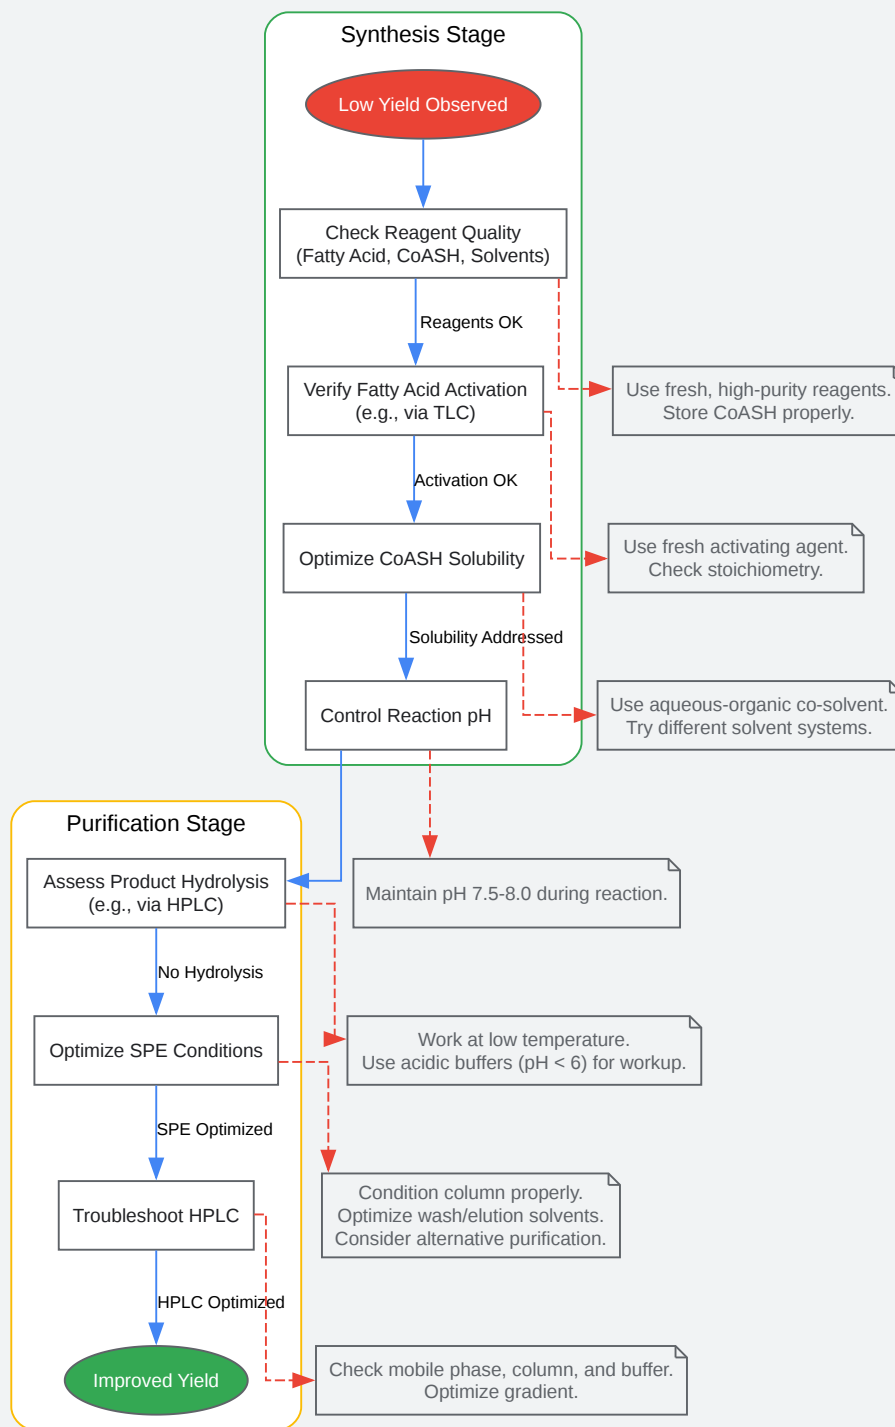 Synthesis Stage
Low Yield Observed
Check Reagent Quality
(Fatty Acid, CoASH, Solvents)
Reagents OK
Verify Fatty Acid Activation
(e.g., via TLC)
Use fresh, high-purity reagents.
Store CoASH properly.
Activation OK
Optimize CoASH Solubility
Use fresh activating agent.
Check stoichiometry.
Solubility Addressed
Control Reaction pH
Use aqueous-organic co-solvent.
Try different solvent systems.
Purification Stage
Assess Product Hydrolysis
(e.g., via HPLC)
Maintain pH 7.5-8.0 during reaction.
No Hydrolysis
Optimize SPE Conditions
Work at low temperature.
Use acidic buffers (pH < 6) for workup.
SPE Optimized
Troubleshoot HPLC
Condition column properly.
Optimize wash/elution solvents.
Consider alternative purification.
HPLC Optimized
Improved Yield
Check mobile phase, column, and buffer.
Optimize gradient.